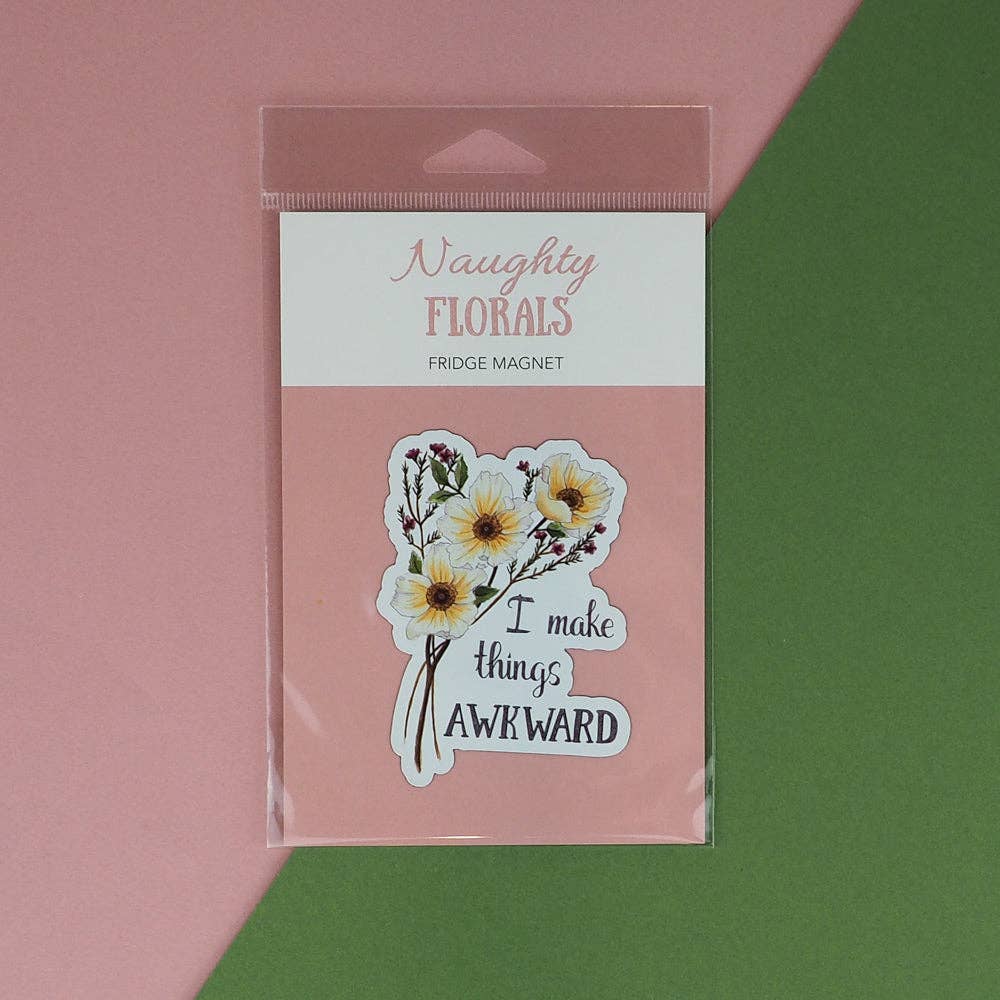 Naughty
FLORALS
FRIDGE MAGNET
I make
things
AWKWARD